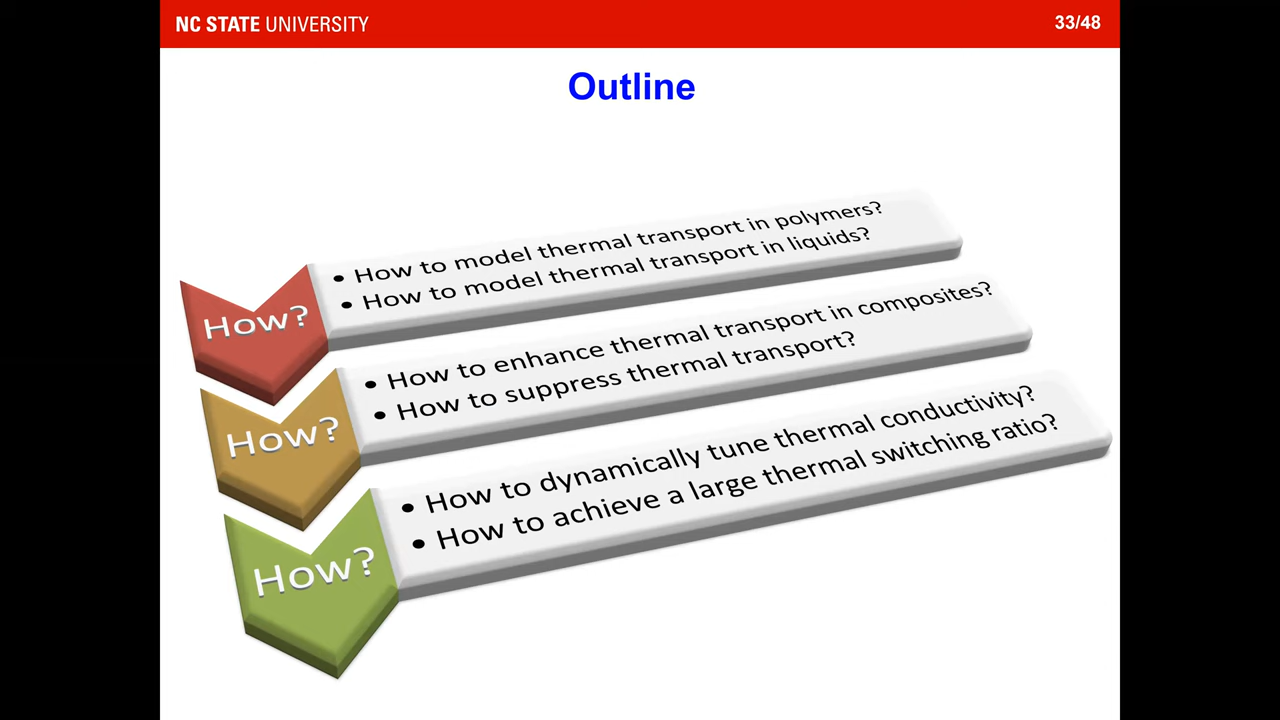 NC STATE UNIVERSITY
33/48
Outline
How?
• How to model thermal transport in polymers?
• How to model thermal transport in liquids?
How?
• How to enhance thermal transport in composites?
• How to suppress thermal transport?
How?
• How to dynamically tune thermal conductivity?
• How to achieve a large thermal switching ratio?